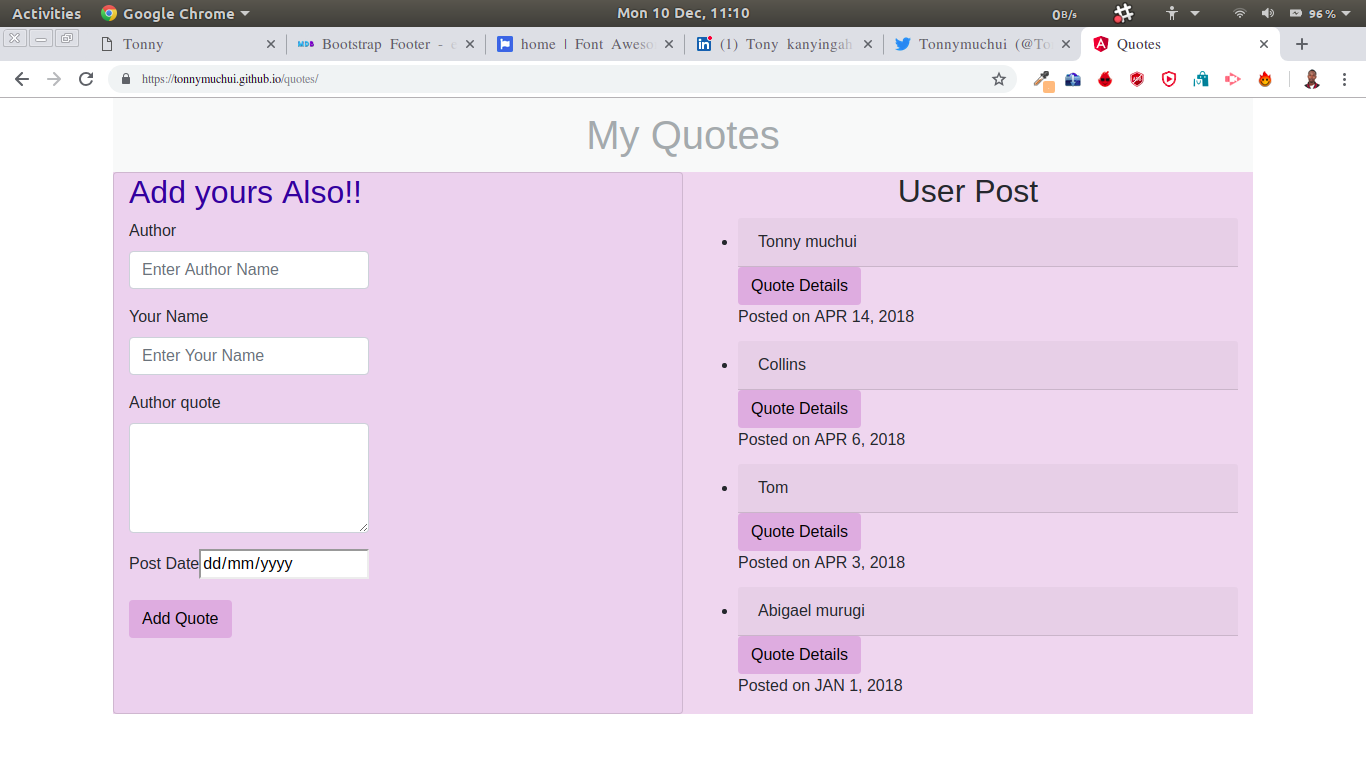 Activities Google Chrome Mon 10 Dec, 11:10 0B/s 96 %
Tonny Bootstrap Footer - home | Font Aweso (1) Tony kanyingah Tonnymuchui (@To Quotes
https://tonnymuchui.github.io/quotes/
My Quotes
Add yours Also!!
Author
Enter Author Name
Your Name
Enter Your Name
Author quote
Post Date dd/mm/yyyy
Add Quote
User Post
Tonny muchui
Quote Details
Posted on APR 14, 2018
Collins
Quote Details
Posted on APR 6, 2018
Tom
Quote Details
Posted on APR 3, 2018
Abigael murugi
Quote Details
Posted on JAN 1, 2018